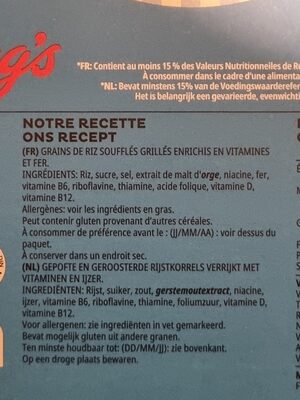 g's
*FR: Contient au moins 15 % des Valeurs Nutritionnelles de Re
À consommer dans le cadre d'une alimenta
*NL: Bevat minstens 15% van de Voedingswaarderefer
Het is belangrijk een gevarieerde, evenwichti
NOTRE RECETTE
ONS RECEPT
(FR) GRAINS DE RIZ SOUFFLÉS GRILLÉS ENRICHIS EN VITAMINES
ET FER.
INGRÉDIENTS: Riz, sucre, sel, extrait de malt d'orge, niacine, fer,
vitamine B6, riboflavine, thiamine, acide folique, vitamine D,
vitamine B12.
Allergènes: voir les ingrédients en gras.
Peut contenir gluten provenant d'autres céréales.
À consommer de préférence avant le : (JJ/MM/AA) : voir dessus du
paquet.
À conserver dans un endroit sec.
(NL) GEPOFTE EN GEROOSTERDE RIJSTKORRELS VERRIJKT MET
VITAMINEN EN IJZER.
INGREDIËNTEN: Rijst, suiker, zout, gerstemoutextract, niacine,
ijzer, vitamine B6, riboflavine, thiamine, foliumzuur, vitamine D,
vitamine B12.
Voor allergenen: zie ingrediënten in vet gemarkeerd.
Bevat mogelijk gluten uit andere granen.
Ten minste houdbaar tot: (DD/MM/JJ): zie bovenkant.
Op een droge plaats bewaren.